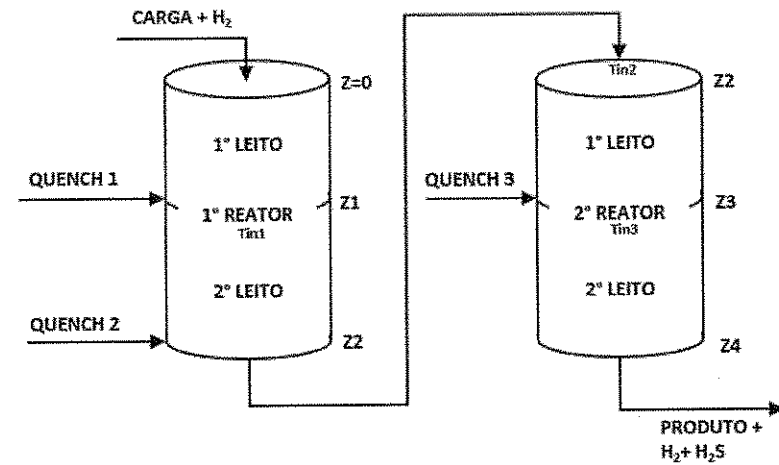 CARGA + H₂
Z=0
1° LEITO
QUENCH 1
Z1
1° REATOR
Tin1
2° LEITO
QUENCH 2
Z2
Tin2
Z2
1° LEITO
QUENCH 3
Z3
2° REATOR
Tin3
2° LEITO
Z4
PRODUTO +
H₂+ H₂S